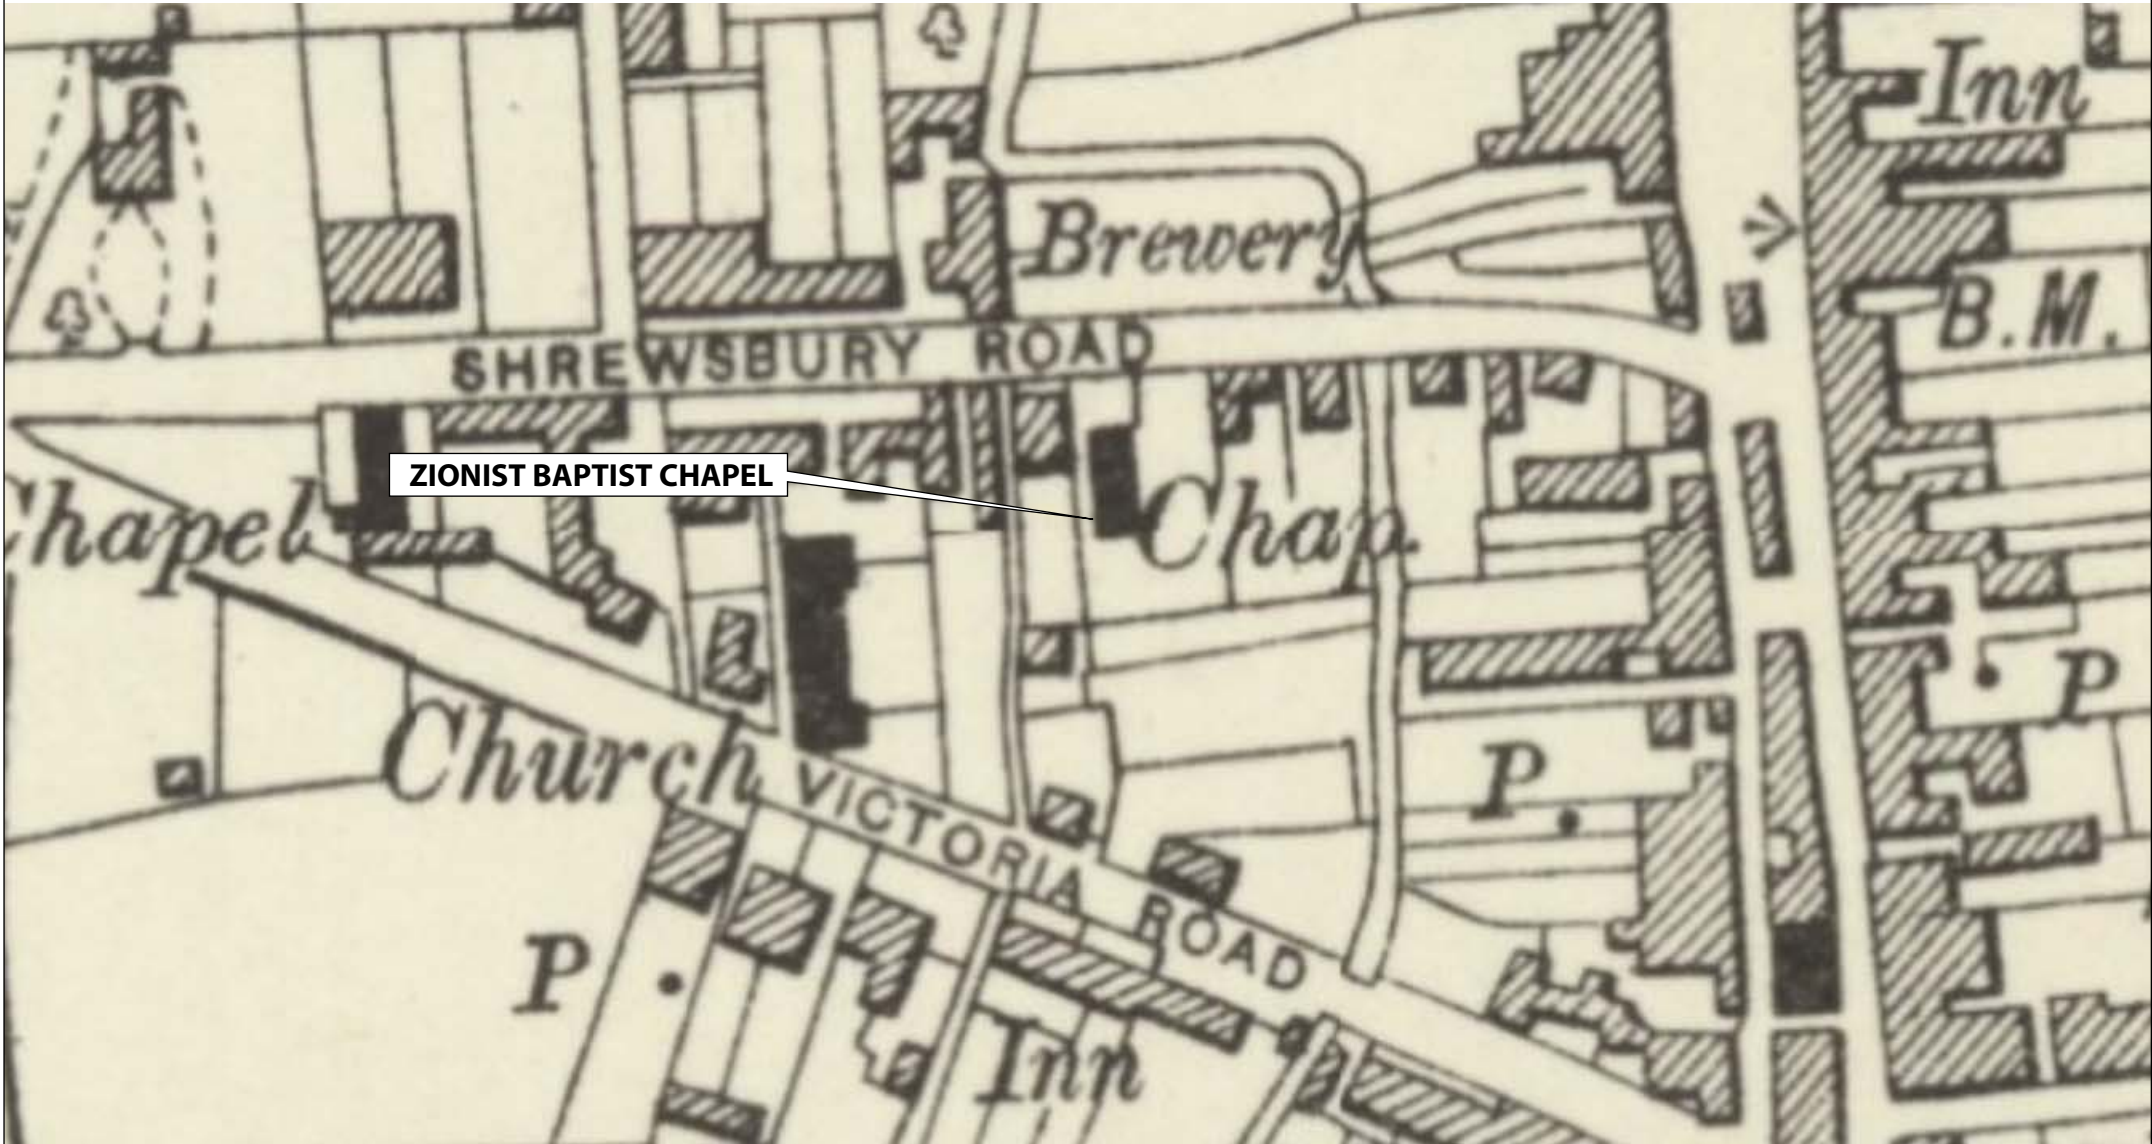 Inn
Brewery
B.M.
SHREWSBURY ROAD
ZIONIST BAPTIST CHAPEL
Chapel
Chap.
P
Church
P
VICTORIA ROAD
P
Inn